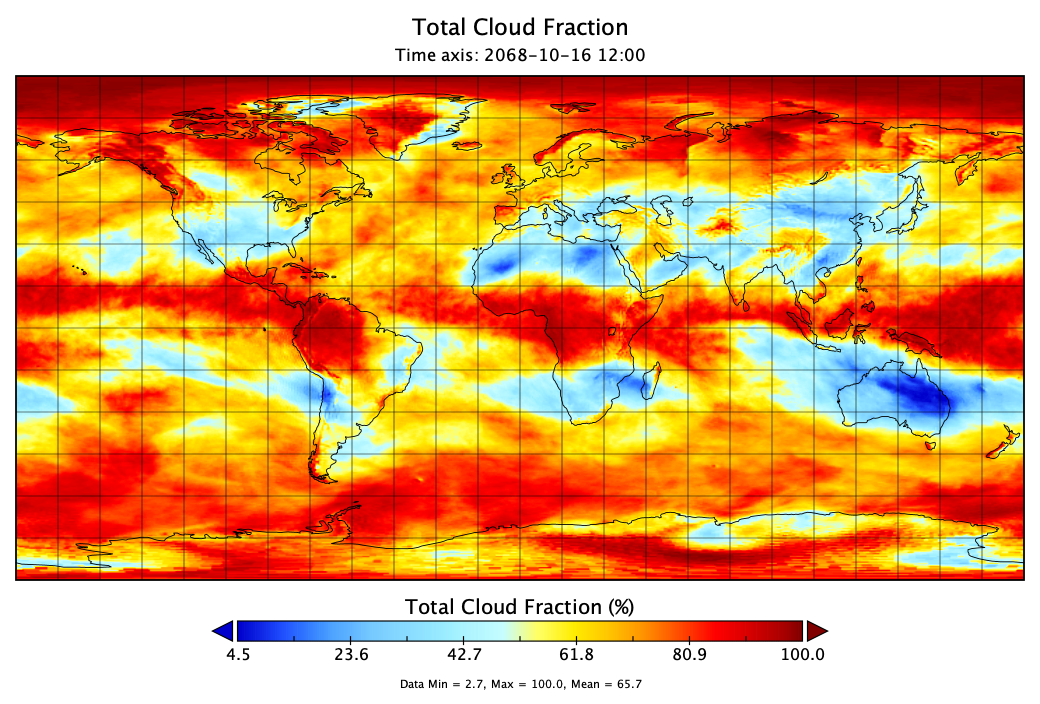 Total Cloud Fraction
Time axis: 2068-10-16 12:00
Total Cloud Fraction (%)
4.5 23.6 42.7 61.8 80.9 100.0
Data Min = 2.7, Max = 100.0, Mean = 65.7